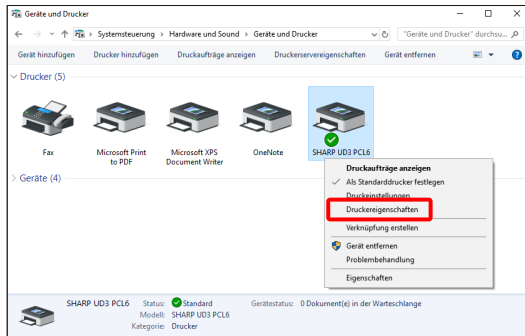 Geräte und Drucker
Systemsteuerung › Hardware und Sound › Geräte und Drucker
"Geräte und Drucker" durchsu...
Gerät hinzufügen Drucker hinzufügen Druckaufträge anzeigen Druckerservereigenschaften Gerät entfernen
Drucker (5)
Fax
Microsoft Print
to PDF
Microsoft XPS
Document Writer
OneNote
SHARP UD3 PCL6
Geräte (4)
Druckaufträge anzeigen
Als Standarddrucker festlegen
Druckeinstellungen
Druckereigenschaften
Verknüpfung erstellen
Gerät entfernen
Problembehandlung
Eigenschaften
SHARP UD3 PCL6 Status: Standard Gerätestatus: 0 Dokument(e) in der Warteschlange
Modell: SHARP UD3 PCL6
Kategorie: Drucker